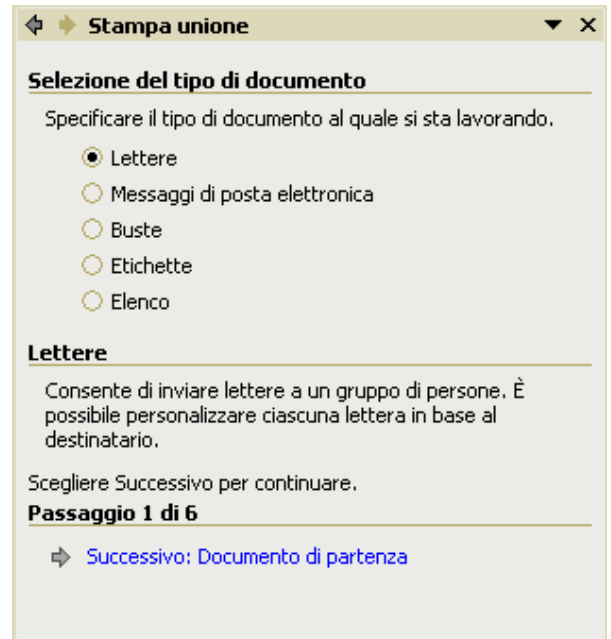 Stampa unione
Selezione del tipo di documento
Specificare il tipo di documento al quale si sta lavorando.
Lettere
Messaggi di posta elettronica
Buste
Etichette
Elenco
Lettere
Consente di inviare lettere a un gruppo di persone. È
possibile personalizzare ciascuna lettera in base al
destinatario.
Scegliere Successivo per continuare.
Passaggio 1 di 6
Successivo: Documento di partenza